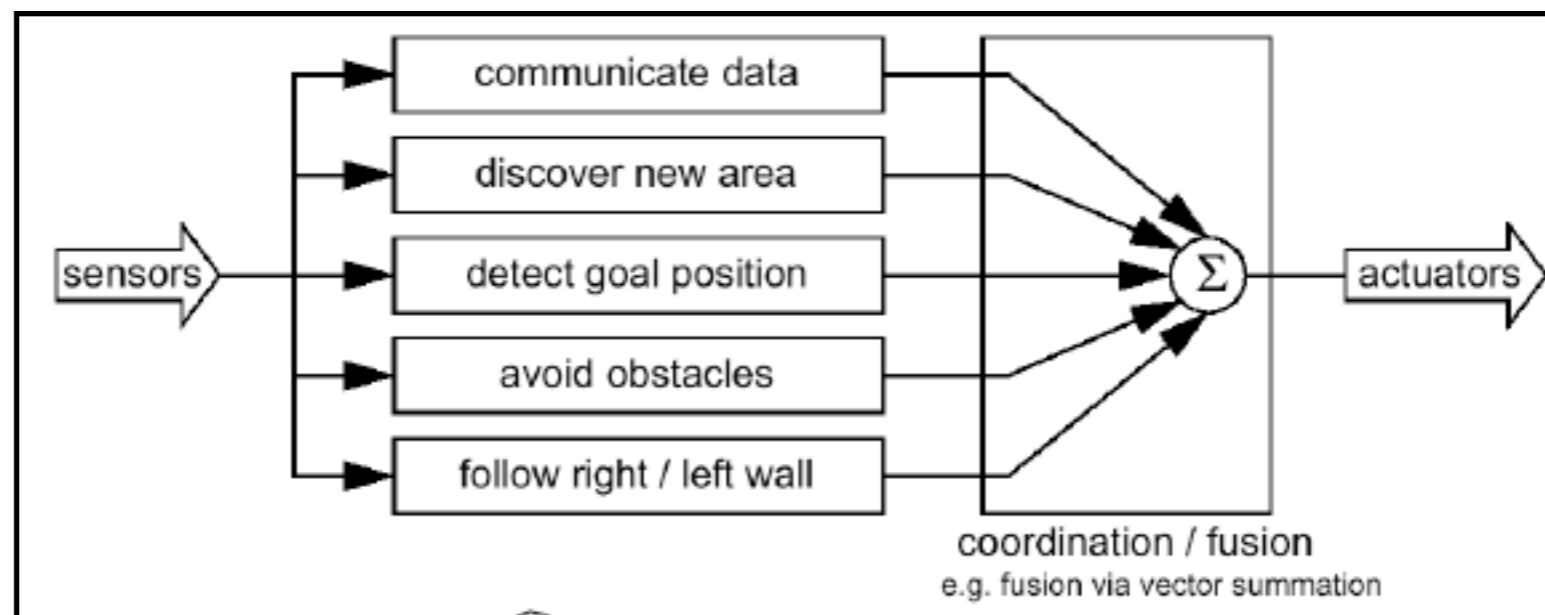 communicate data
discover new area
sensors
detect goal position
Σ
actuators
avoid obstacles
follow right / left wall
coordination / fusion
e.g. fusion via vector summation